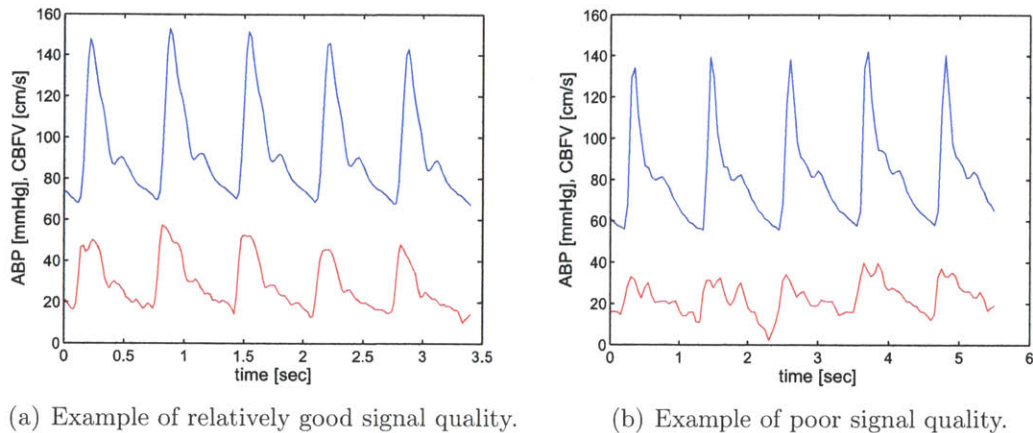 160
140
120
100
80
60
40
20
0
ABP [mmHg], CBFV [cm/s]
0 0.5 1 1.5 2 2.5 3 3.5
time [sec]
(a) Example of relatively good signal quality.
160
140
120
100
80
60
40
20
0
ABP [mmHg], CBFV [cm/s]
0 1 2 3 4 5 6
time [sec]
(b) Example of poor signal quality.